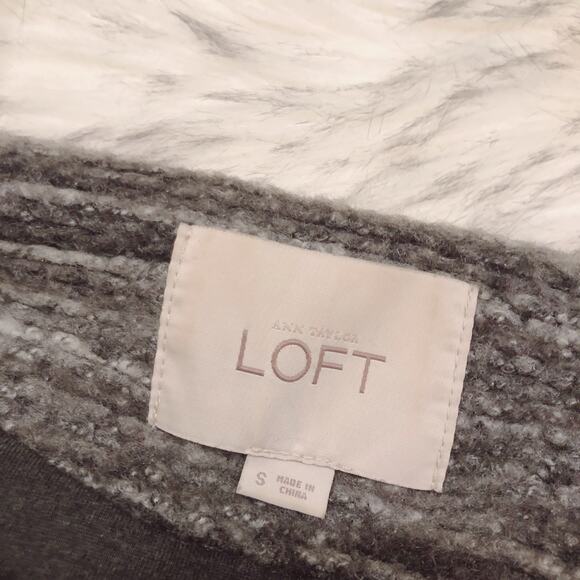 ANN TAYLOR
LOFT
S
MADE IN
CHINA